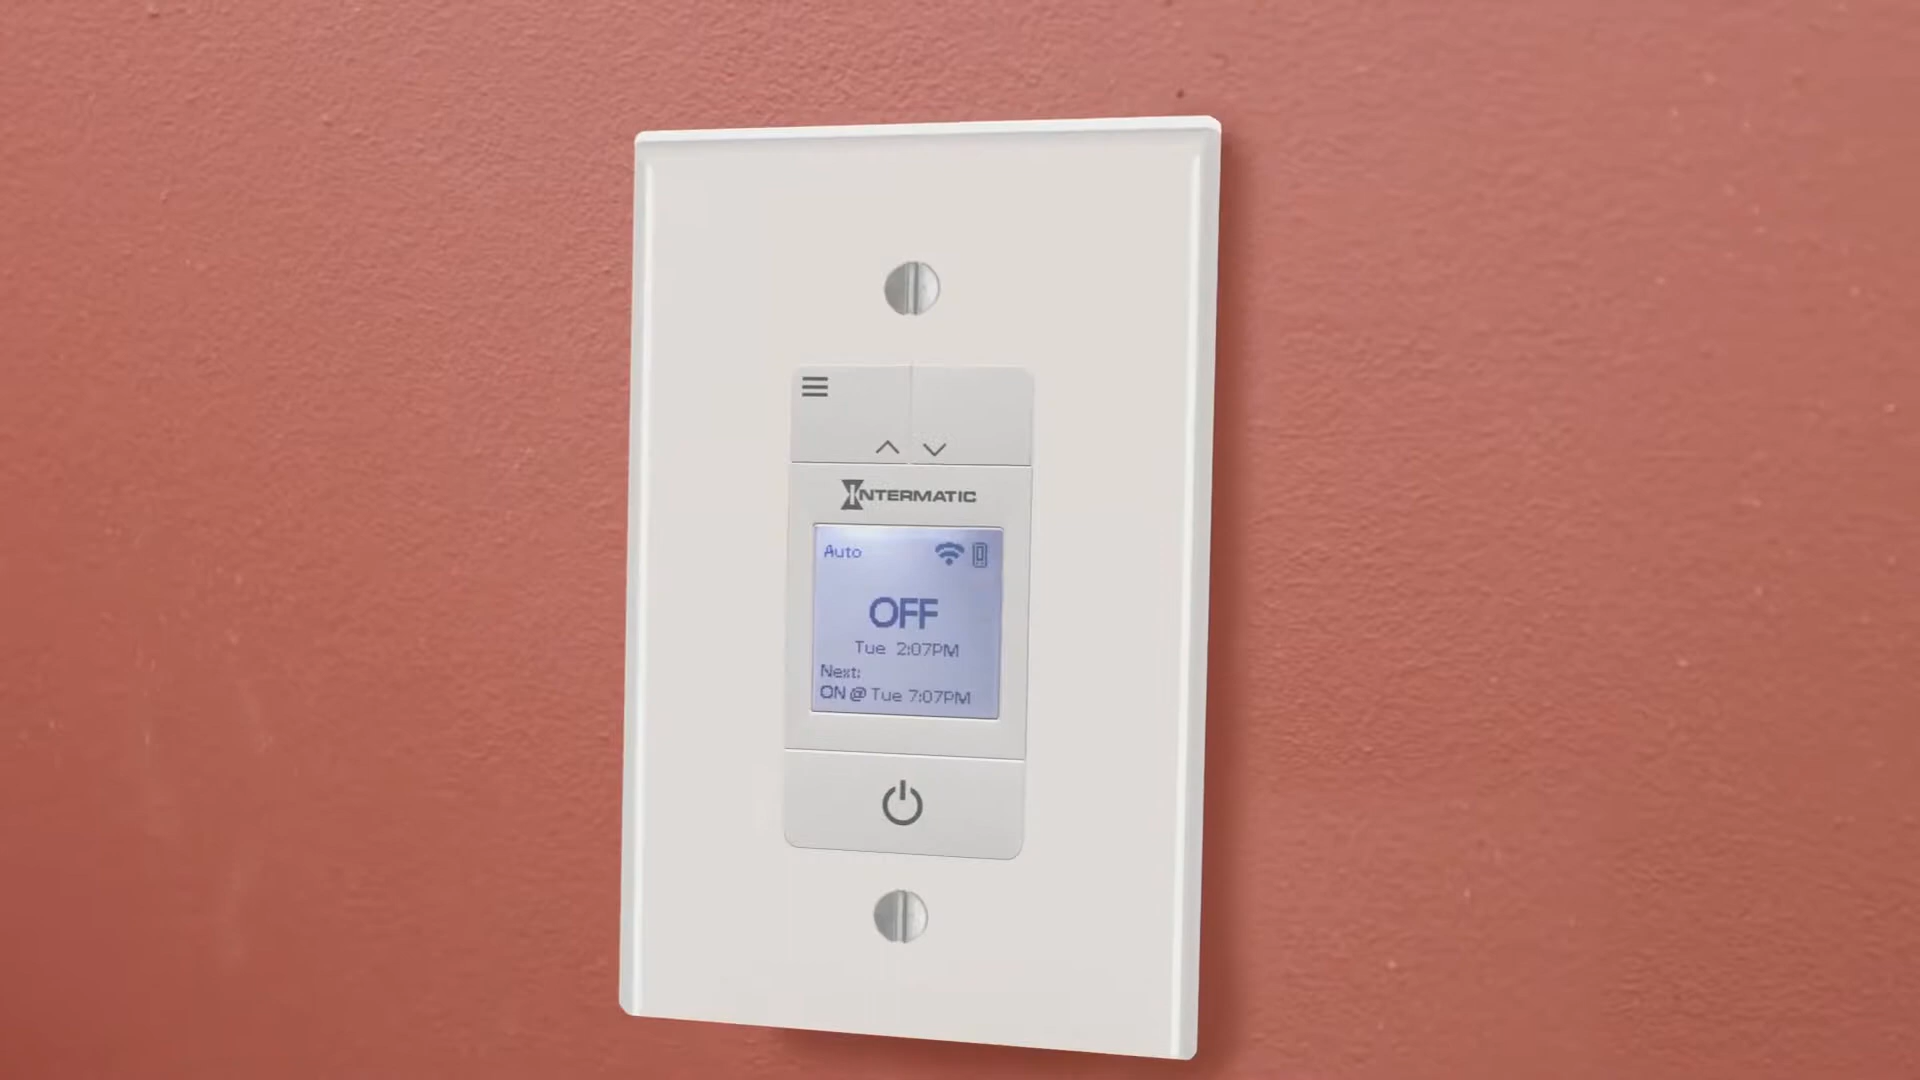 INTERMATIC
Auto
OFF
Tue 2:07PM
Next:
ON @ Tue 7:07PM